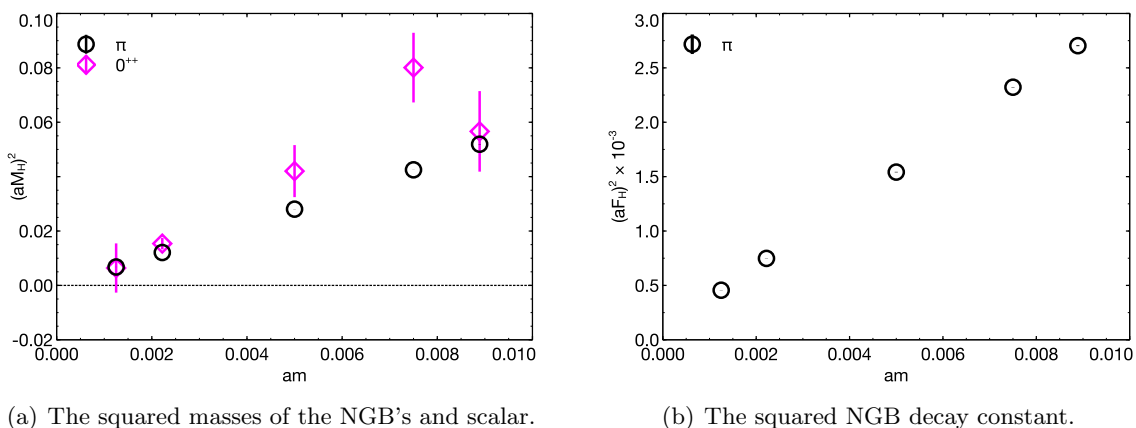 0.10
0.08
0.06
0.04
0.02
0.00
-0.02
(aM_H)²
π
0⁺⁺
0.000 0.002 0.004 0.006 0.008 0.010
am
(a) The squared masses of the NGB's and scalar.
3.0
2.5
2.0
1.5
1.0
0.5
0.0
(aF_H)² × 10⁻³
π
0.000 0.002 0.004 0.006 0.008 0.010
am
(b) The squared NGB decay constant.